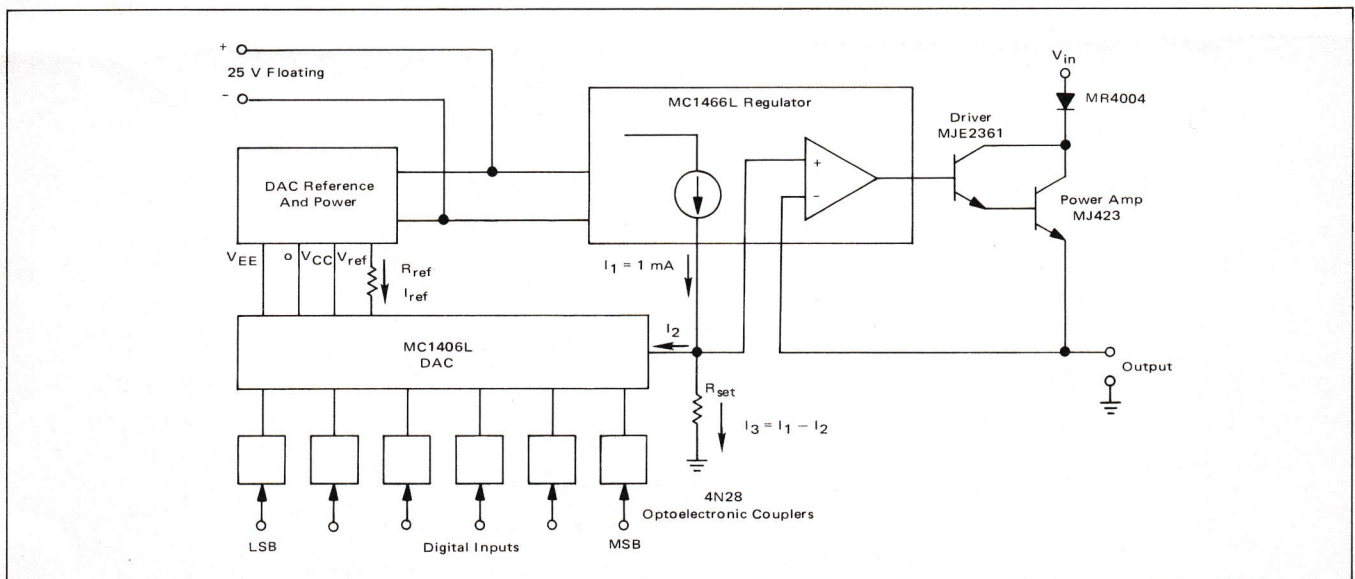 +
25 V Floating
-
MC1466L Regulator
Vin
MR4004
Driver
MJE2361
DAC Reference
And Power
+
-
Power Amp
MJ423
VEE
o
VCC
Vref
Rref
Iref
I1 = 1 mA
I2
MC1406L
DAC
Rset
I3 = I1 - I2
Output
4N28
Optoelectronic Couplers
LSB
Digital Inputs
MSB